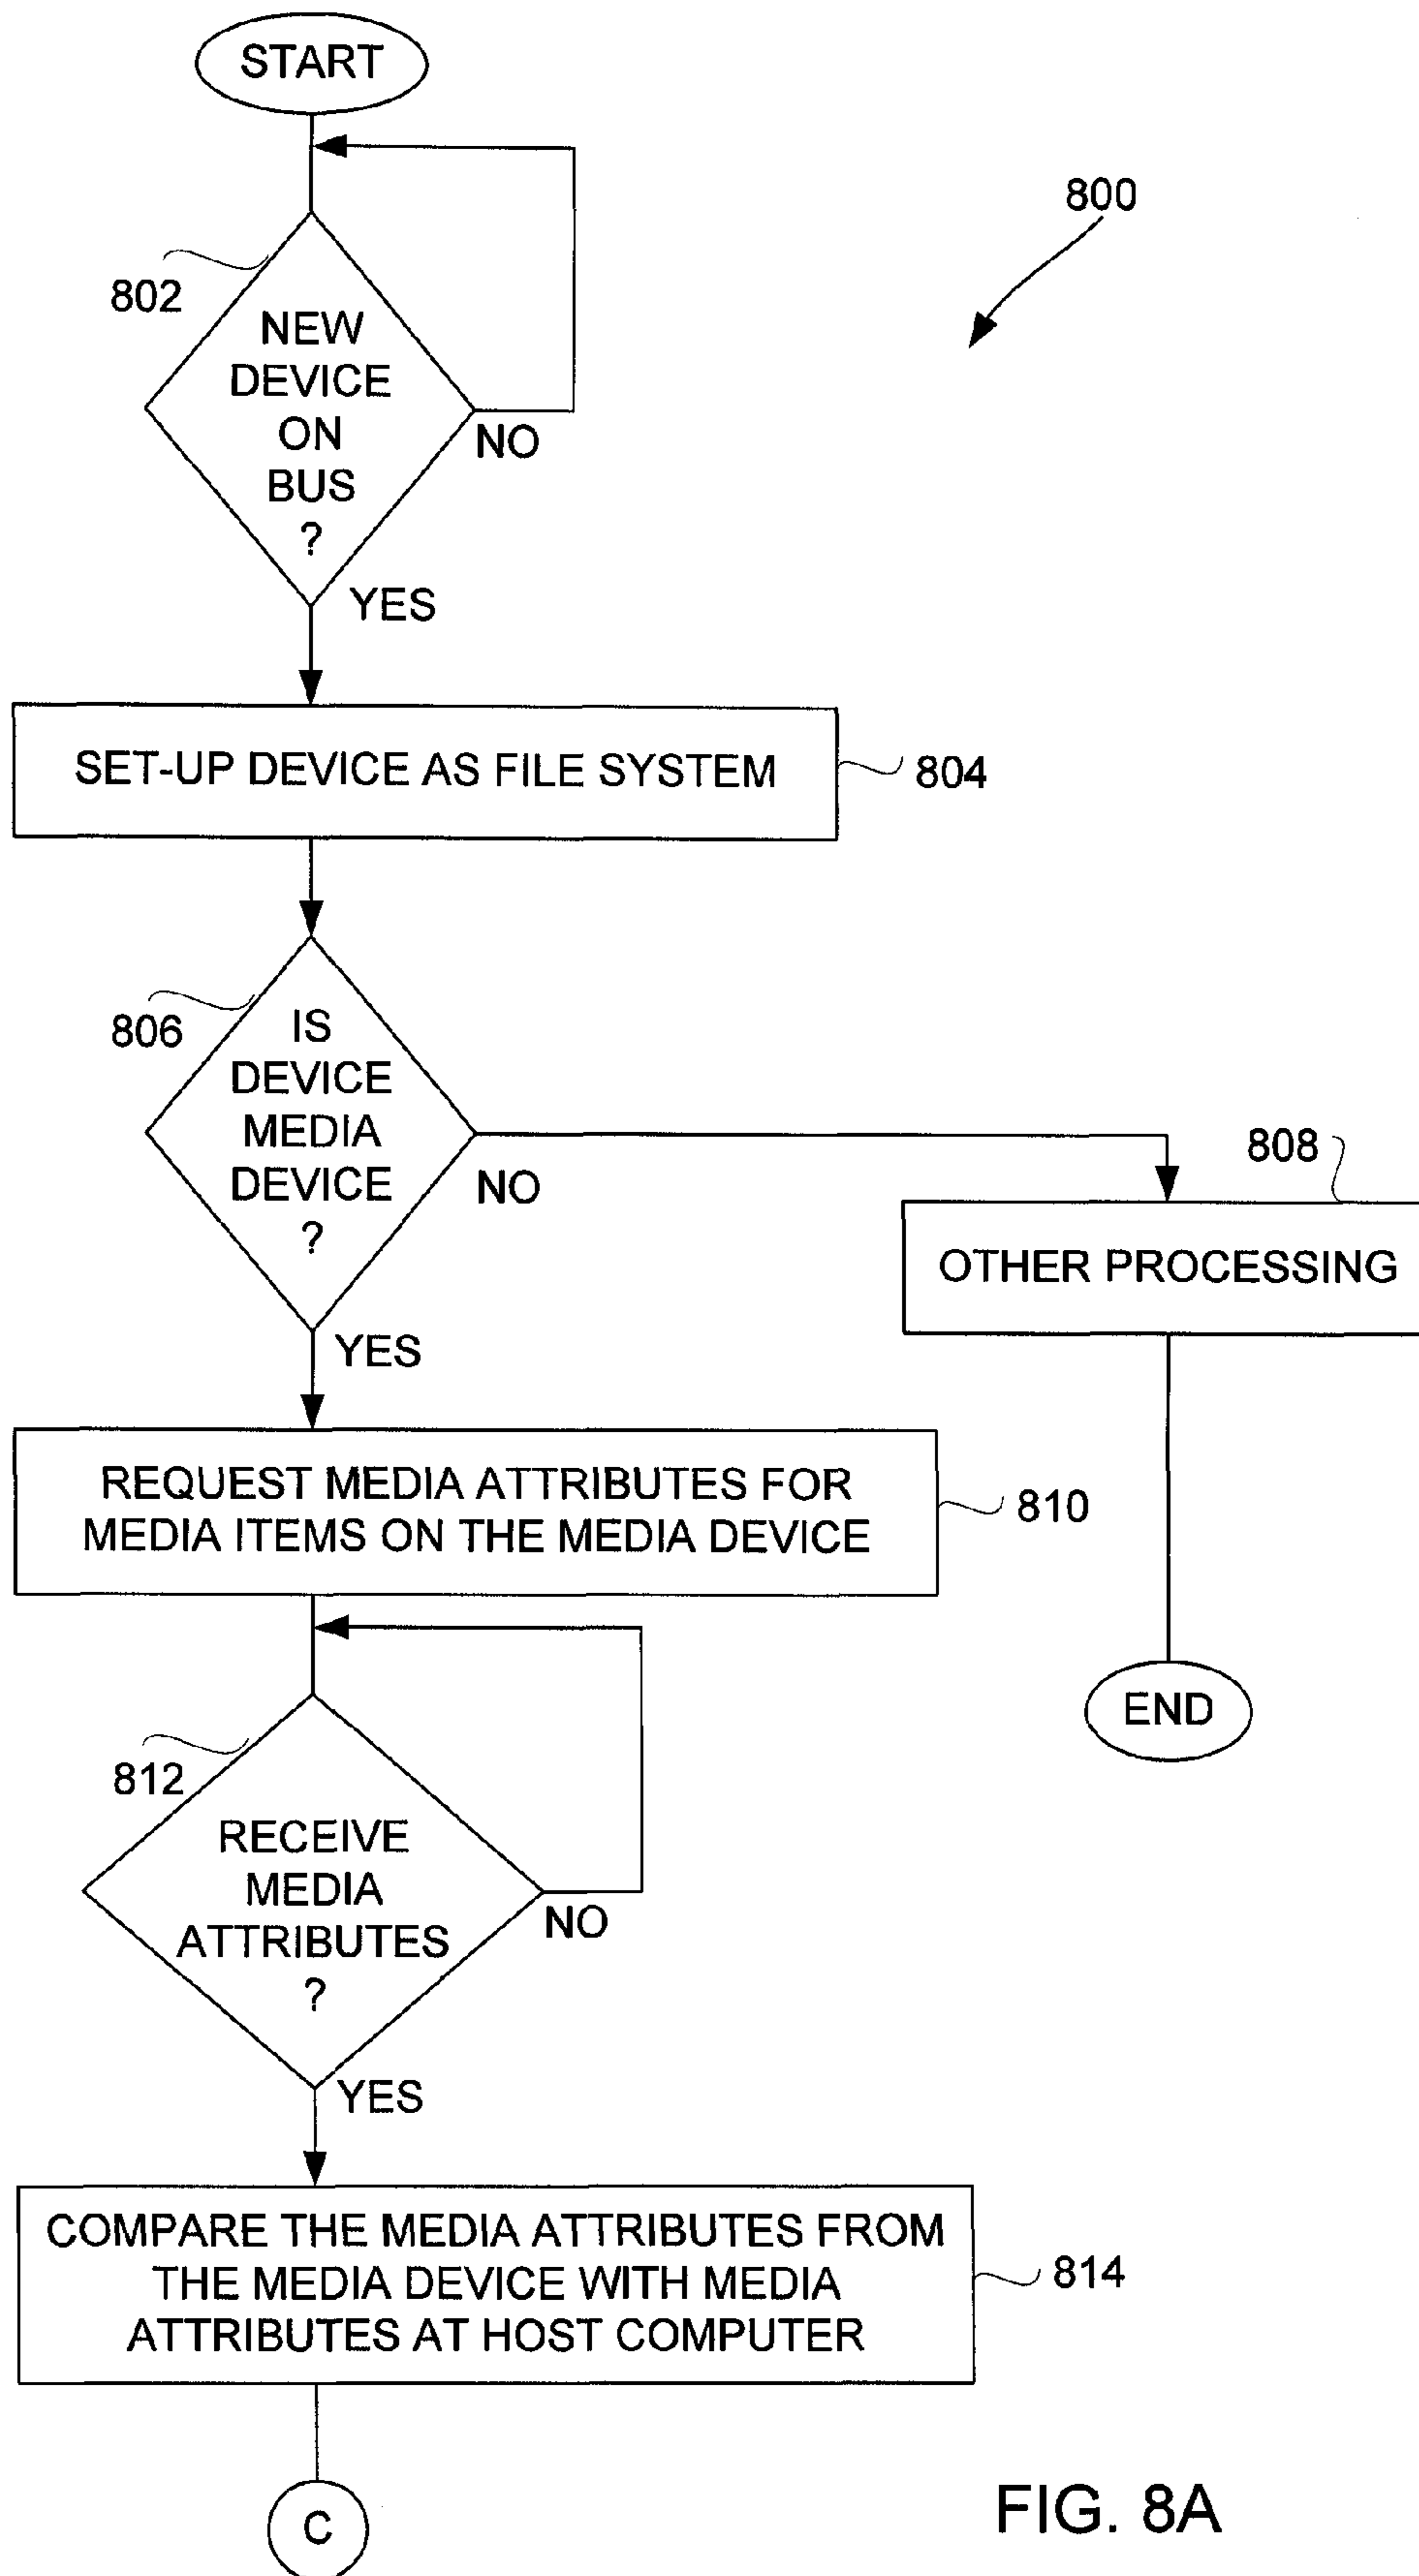 START
800
802
NEW
DEVICE
ON
BUS
?
NO
YES
SET-UP DEVICE AS FILE SYSTEM
804
806
IS
DEVICE
MEDIA
DEVICE
?
NO
808
OTHER PROCESSING
YES
REQUEST MEDIA ATTRIBUTES FOR
MEDIA ITEMS ON THE MEDIA DEVICE
810
END
812
RECEIVE
MEDIA
ATTRIBUTES
?
NO
YES
COMPARE THE MEDIA ATTRIBUTES FROM
THE MEDIA DEVICE WITH MEDIA
ATTRIBUTES AT HOST COMPUTER
814
C
FIG. 8A